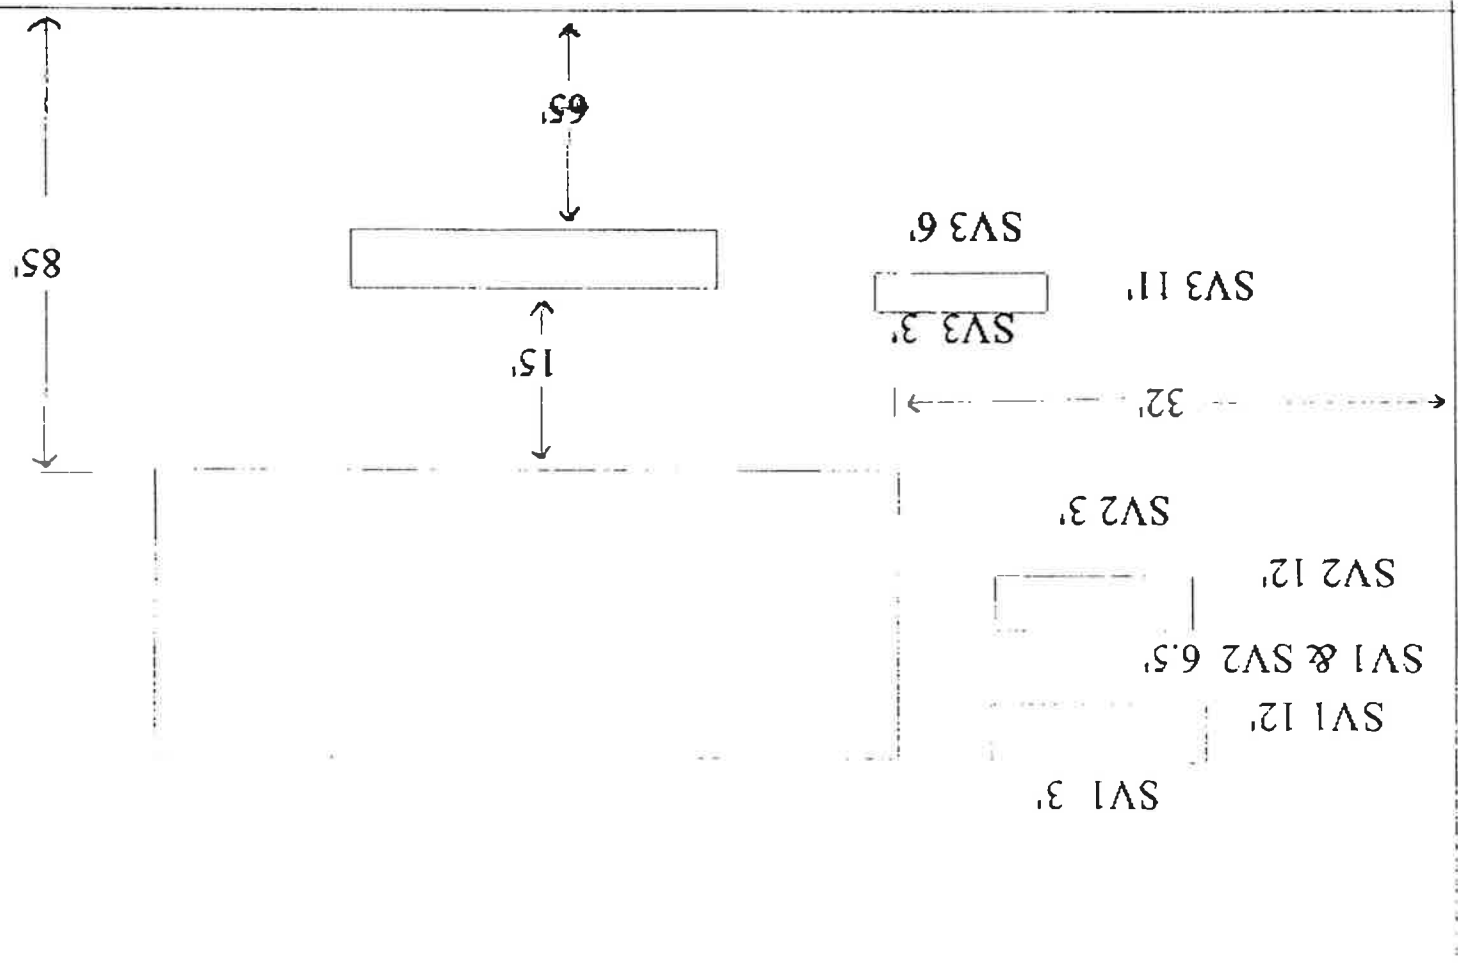 SV1 3'
SV1 12'
SV1 & SV2 6.5'
SV2 12'
SV2 3'
32'
15'
SV3 3'
SV3 11'
85'
SV3 6'
65'